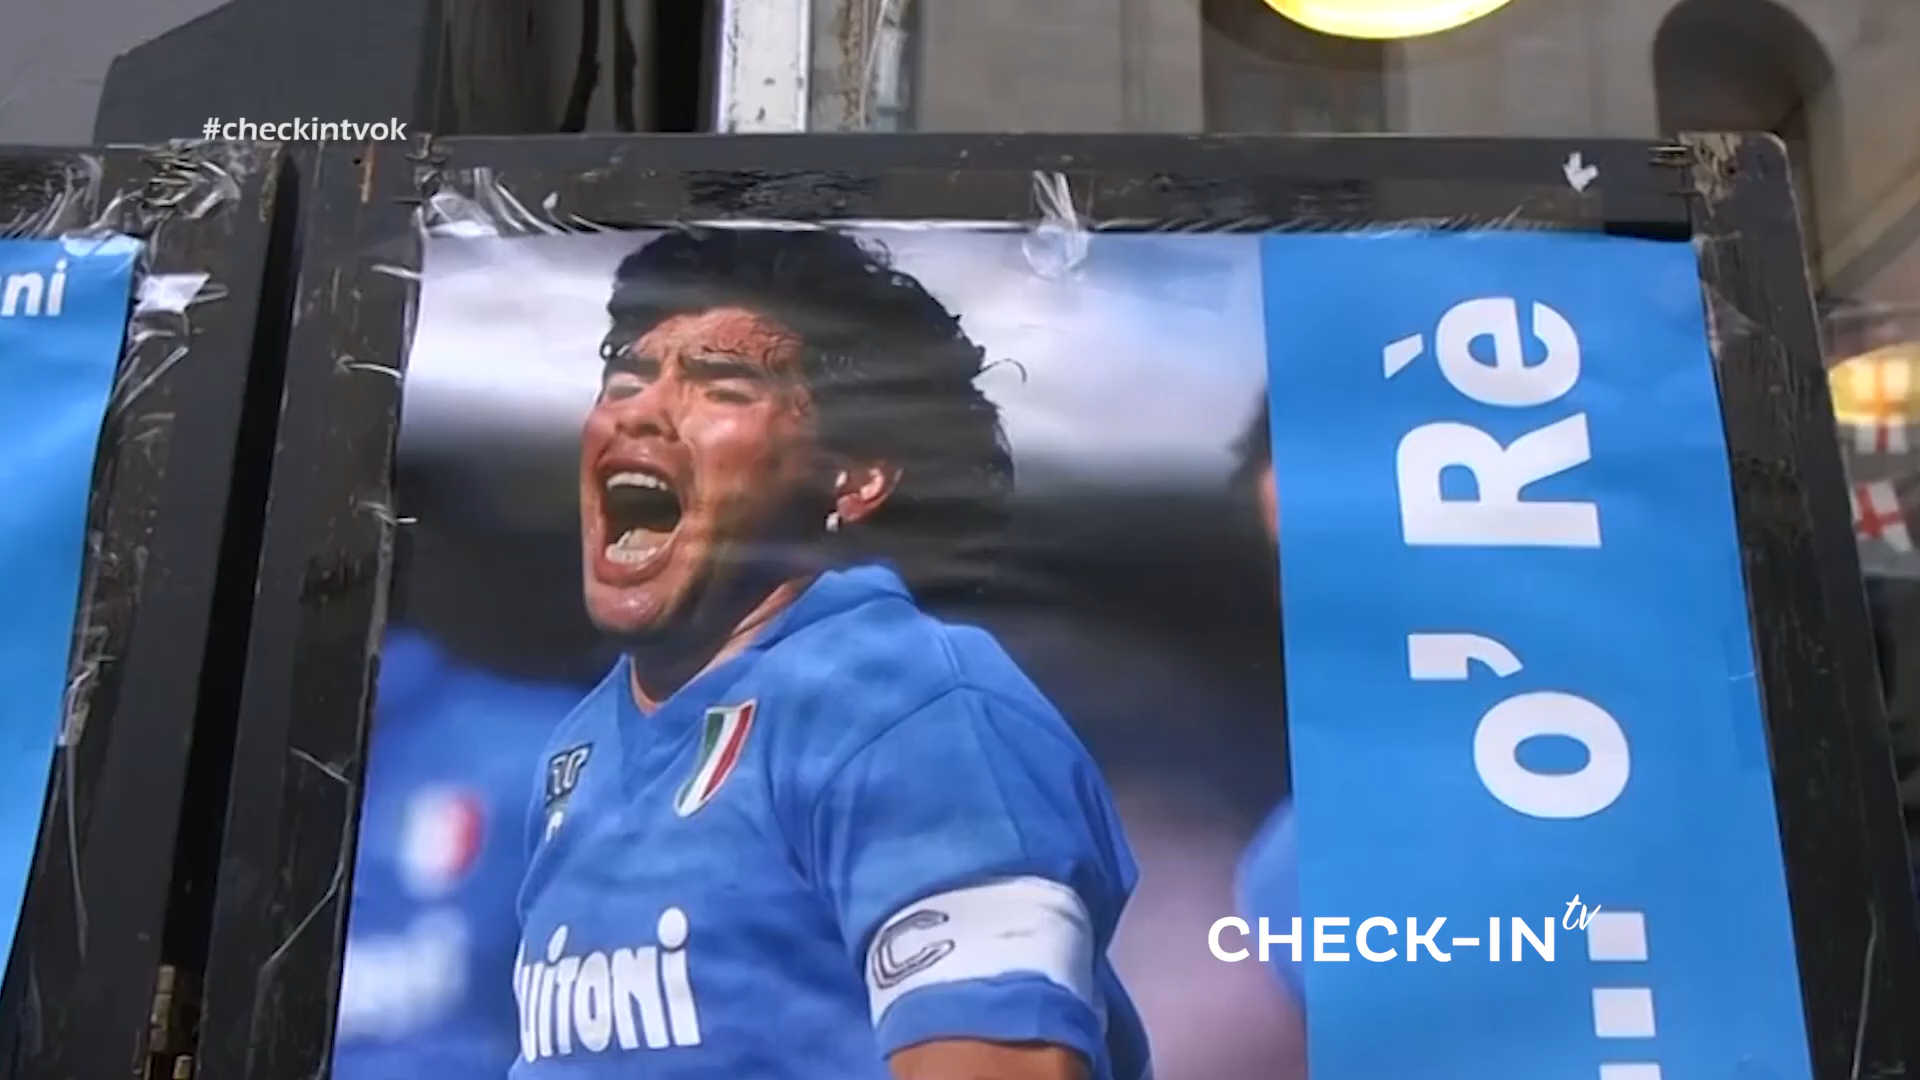 #checkintvok
ni
o' Rè
C
uitoni
CHECK-IN tv